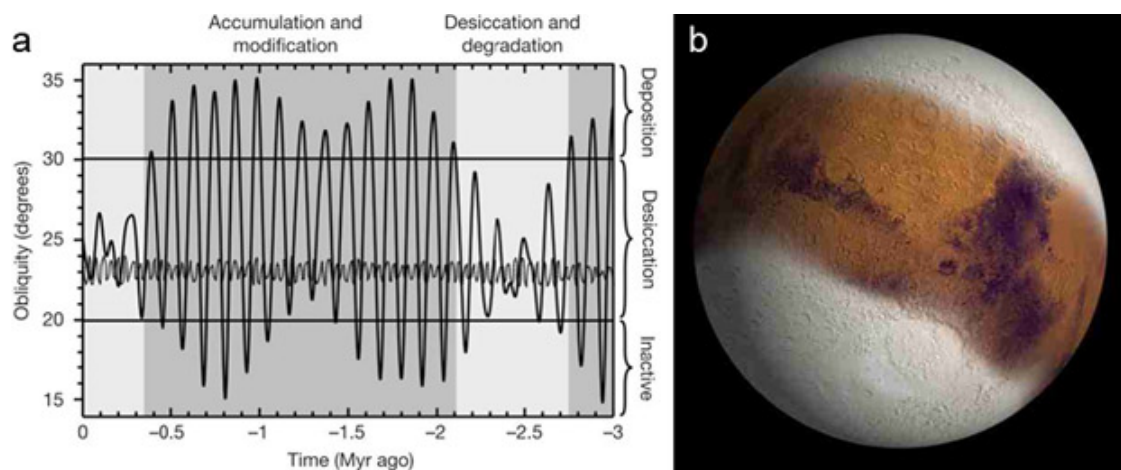 a
Accumulation and
modification
Desiccation and
degradation
Obliquity (degrees)
35
30
25
20
15
Deposition
Desiccation
Inactive
0
–0.5
–1
–1.5
–2
–2.5
–3
14
Time (Myr ago)
b